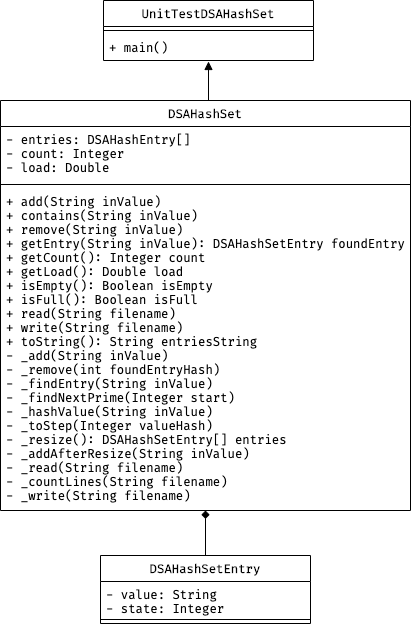 UnitTestDSAHashSet
+ main()
DSAHashSet
- entries: DSAHashEntry[]
- count: Integer
- load: Double
+ add(String inValue)
+ contains(String inValue)
+ remove(String inValue)
+ getEntry(String inValue): DSAHashSetEntry foundEntry
+ getCount(): Integer count
+ getLoad(): Double load
+ isEmpty(): Boolean isEmpty
+ isFull(): Boolean isFull
+ read(String filename)
+ write(String filename)
+ toString(): String entriesString
- _add(String inValue)
- _remove(int foundEntryHash)
- _findEntry(String inValue)
- _findNextPrime(Integer start)
- _hashValue(String inValue)
- _toStep(Integer valueHash)
- _resize(): DSAHashSetEntry[] entries
- _addAfterResize(String inValue)
- _read(String filename)
- _countLines(String filename)
- _write(String filename)
DSAHashSetEntry
- value: String
- state: Integer